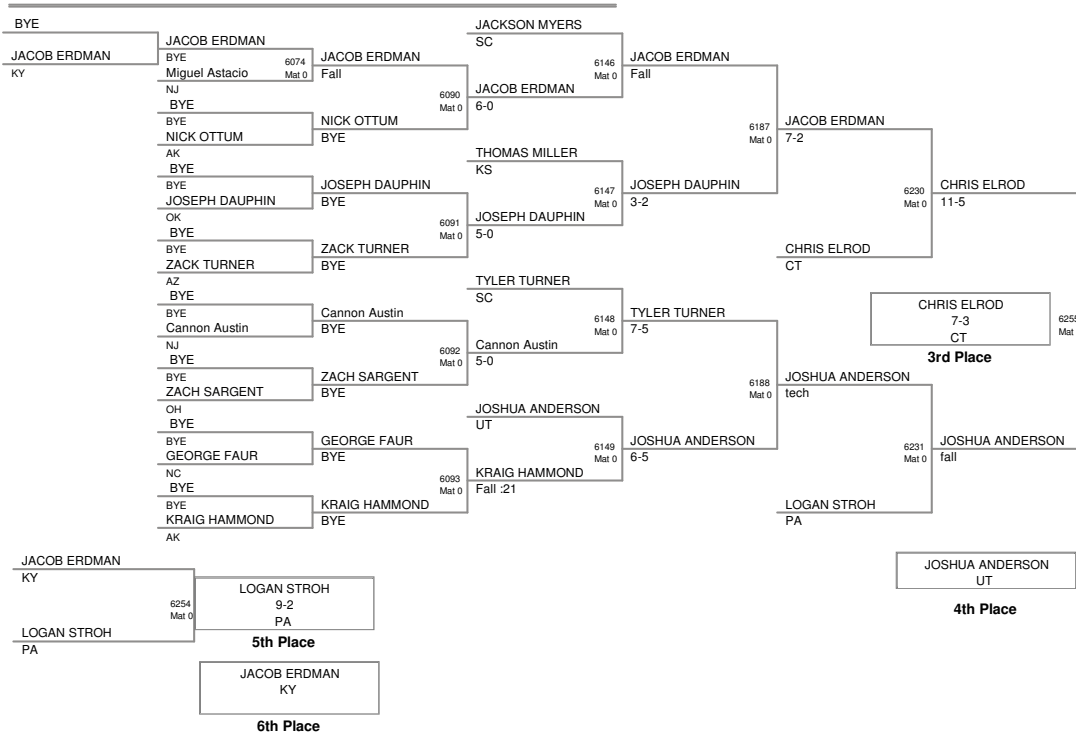 BYE
JACOB ERDMAN
KY
JACOB ERDMAN
BYE
Miguel Astacio
NJ
BYE
BYE
NICK OTTUM
AK
BYE
BYE
JOSEPH DAUPHIN
OK
BYE
BYE
ZACK TURNER
AZ
BYE
BYE
Cannon Austin
NJ
BYE
BYE
ZACH SARGENT
OH
BYE
BYE
GEORGE FAUR
NC
BYE
BYE
KRAIG HAMMOND
AK
6074
Mat 0
JACOB ERDMAN
Fall
NICK OTTUM
BYE
JOSEPH DAUPHIN
BYE
ZACK TURNER
BYE
Cannon Austin
BYE
ZACH SARGENT
BYE
GEORGE FAUR
BYE
KRAIG HAMMOND
BYE
6090
Mat 0
6091
Mat 0
6092
Mat 0
6093
Mat 0
JACKSON MYERS
SC
JACOB ERDMAN
6-0
THOMAS MILLER
KS
JOSEPH DAUPHIN
5-0
TYLER TURNER
SC
Cannon Austin
5-0
JOSHUA ANDERSON
UT
KRAIG HAMMOND
Fall :21
6146
Mat 0
6147
Mat 0
6148
Mat 0
6149
Mat 0
JACOB ERDMAN
Fall
JOSEPH DAUPHIN
3-2
TYLER TURNER
7-5
JOSHUA ANDERSON
6-5
6187
Mat 0
6188
Mat 0
JACOB ERDMAN
7-2
CHRIS ELROD
CT
JOSHUA ANDERSON
tech
LOGAN STROH
PA
6230
Mat 0
6231
Mat 0
CHRIS ELROD
11-5
JOSHUA ANDERSON
fall
CHRIS ELROD
7-3
CT
3rd Place
6255
Mat
JOSHUA ANDERSON
UT
4th Place
JACOB ERDMAN
KY
LOGAN STROH
PA
6254
Mat 0
LOGAN STROH
9-2
PA
5th Place
JACOB ERDMAN
KY
6th Place